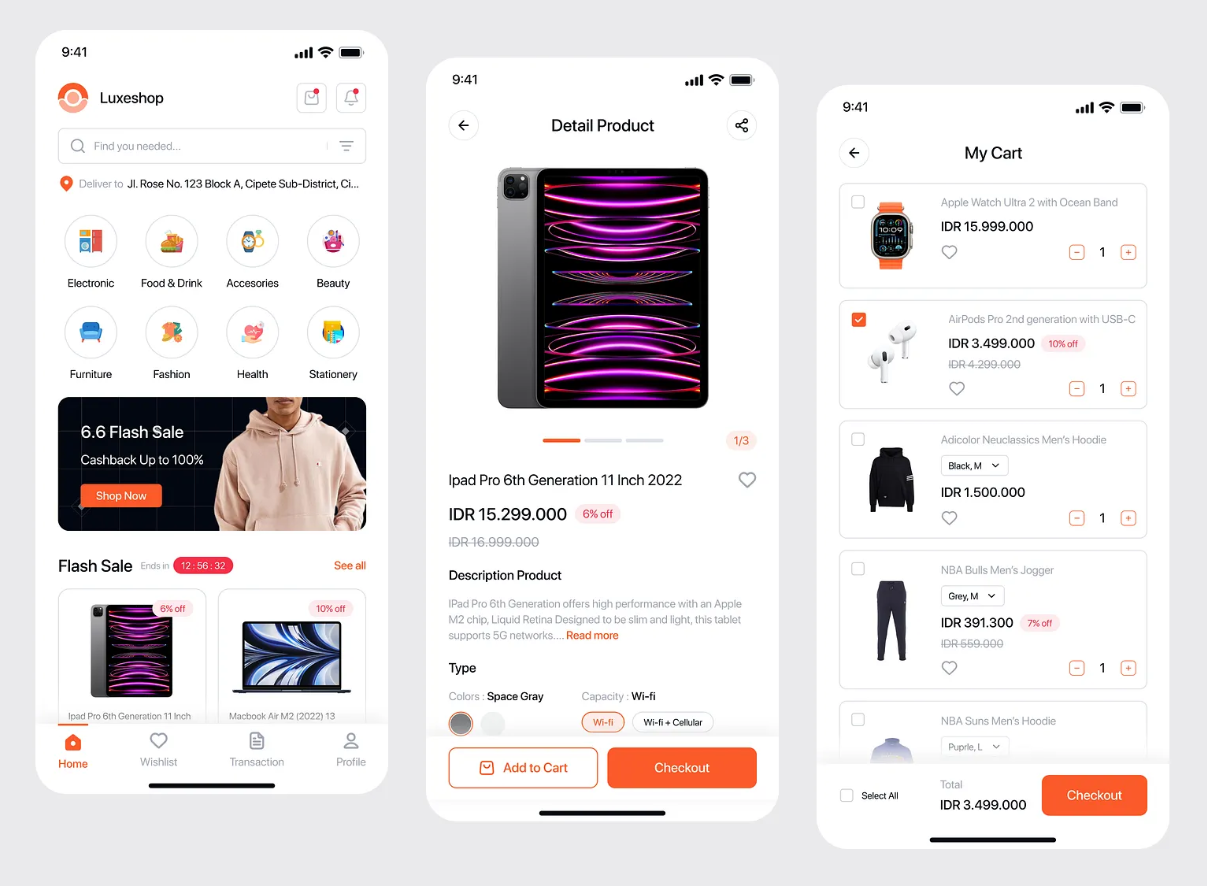 9:41
Luxeshop
Find you needed...
Deliver to Jl. Rose No. 123 Block A, Cipete Sub-District, Ci...
Electronic
Food & Drink
Accesories
Beauty
Furniture
Fashion
Health
Stationery
6.6 Flash Sale
Cashback Up to 100%
Shop Now
Flash Sale Ends in 12 : 56 : 32 See all
6% off
10% off
Ipad Pro 6th Generation 11 Inch
Macbook Air M2 (2022) 13
Home
Wishlist
Transaction
Profile
9:41
Detail Product
1/3
Ipad Pro 6th Generation 11 Inch 2022
IDR 15.299.000 6% off
IDR 16.999.000
Description Product
IPad Pro 6th Generation offers high performance with an Apple
M2 chip, Liquid Retina Designed to be slim and light, this tablet
supports 5G networks.... Read more
Type
Colors : Space Gray
Capacity : Wi-fi
Wi-fi
Wi-fi + Cellular
Add to Cart
Checkout
9:41
My Cart
Apple Watch Ultra 2 with Ocean Band
IDR 15.999.000
1
AirPods Pro 2nd generation with USB-C
IDR 3.499.000 10% off
IDR 4.299.000
1
Adicolor Neuclassics Men's Hoodie
Black, M
IDR 1.500.000
1
NBA Bulls Men's Jogger
Grey, M
IDR 391.300 7% off
IDR 559.000
1
NBA Suns Men's Hoodie
Puprle, L
Select All
Total
IDR 3.499.000
Checkout